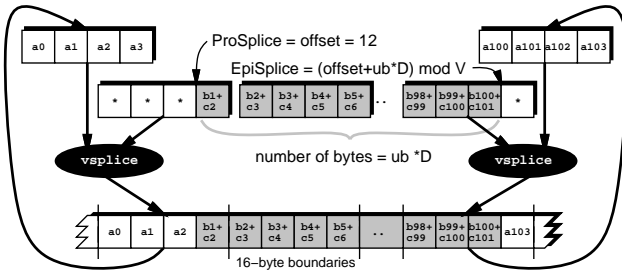 a0 a1 a2 a3
ProSplice = offset = 12
a100 a101 a102 a103
EpiSplice = (offset+ub*D) mod V
* * * b1+ c2 b2+ c3 b3+ c4 b4+ c5 b5+ c6 .. b98+ c99 b99+ c100 b100+ c101 *
vsplice
number of bytes = ub *D
vsplice
a0 a1 a2 b1+ c2 b2+ c3 b3+ c4 b4+ c5 b5+ c6 .. b98+ c99 b99+ c100 b100+ c101 a103
16-byte boundaries